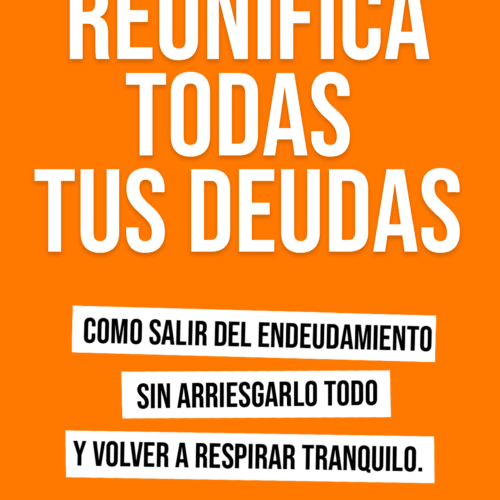 REUNIFICA
TODAS
TUS DEUDAS
COMO SALIR DEL ENDEUDAMIENTO
SIN ARRIESGARLO TODO
Y VOLVER A RESPIRAR TRANQUILO.